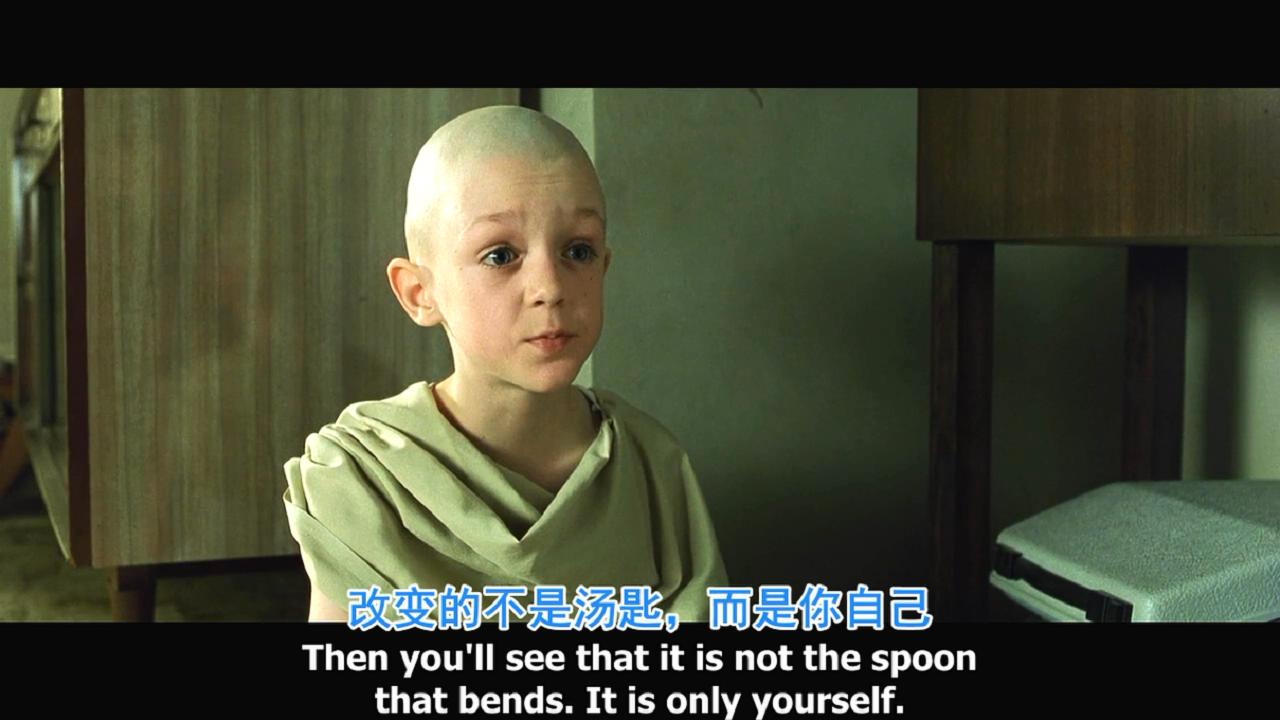 改变的不是汤匙，而是你自己
Then you'll see that it is not the spoon
that bends. It is only yourself.